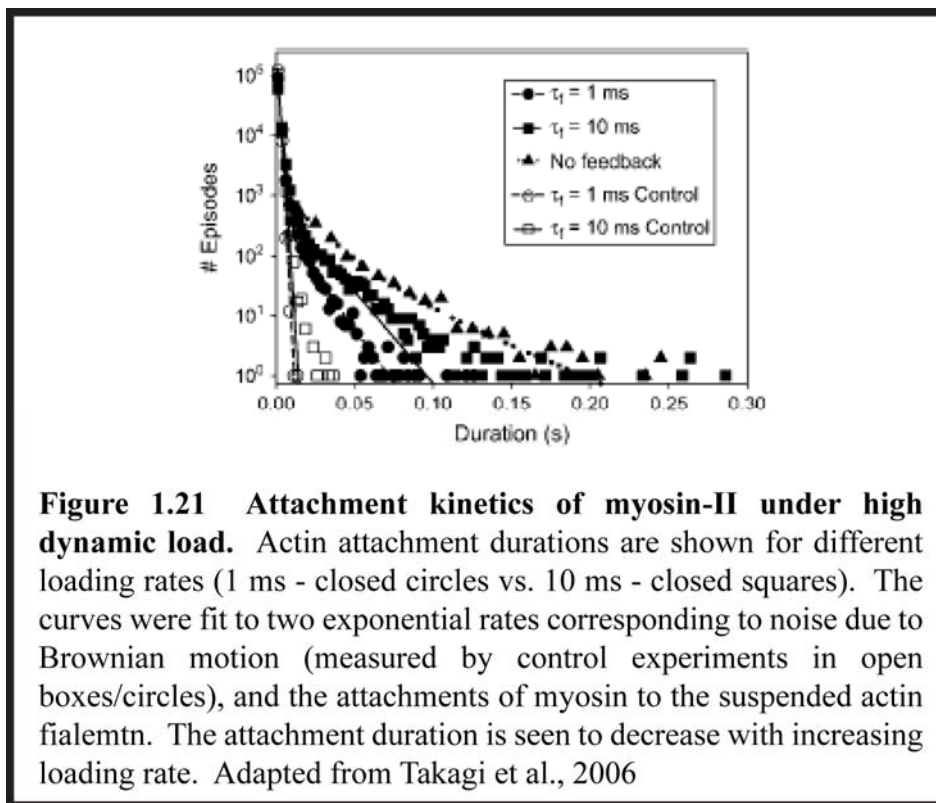 10⁵
10⁴
10³
10²
10¹
10⁰
# Episodes
τf = 1 ms
τf = 10 ms
No feedback
τf = 1 ms Control
τf = 10 ms Control
0.00 0.05 0.10 0.15 0.20 0.25 0.30
Duration (s)
Figure 1.21 Attachment kinetics of myosin-II under high
dynamic load. Actin attachment durations are shown for different
loading rates (1 ms - closed circles vs. 10 ms - closed squares). The
curves were fit to two exponential rates corresponding to noise due to
Brownian motion (measured by control experiments in open
boxes/circles), and the attachments of myosin to the suspended actin
fialemtn. The attachment duration is seen to decrease with increasing
loading rate. Adapted from Takagi et al., 2006